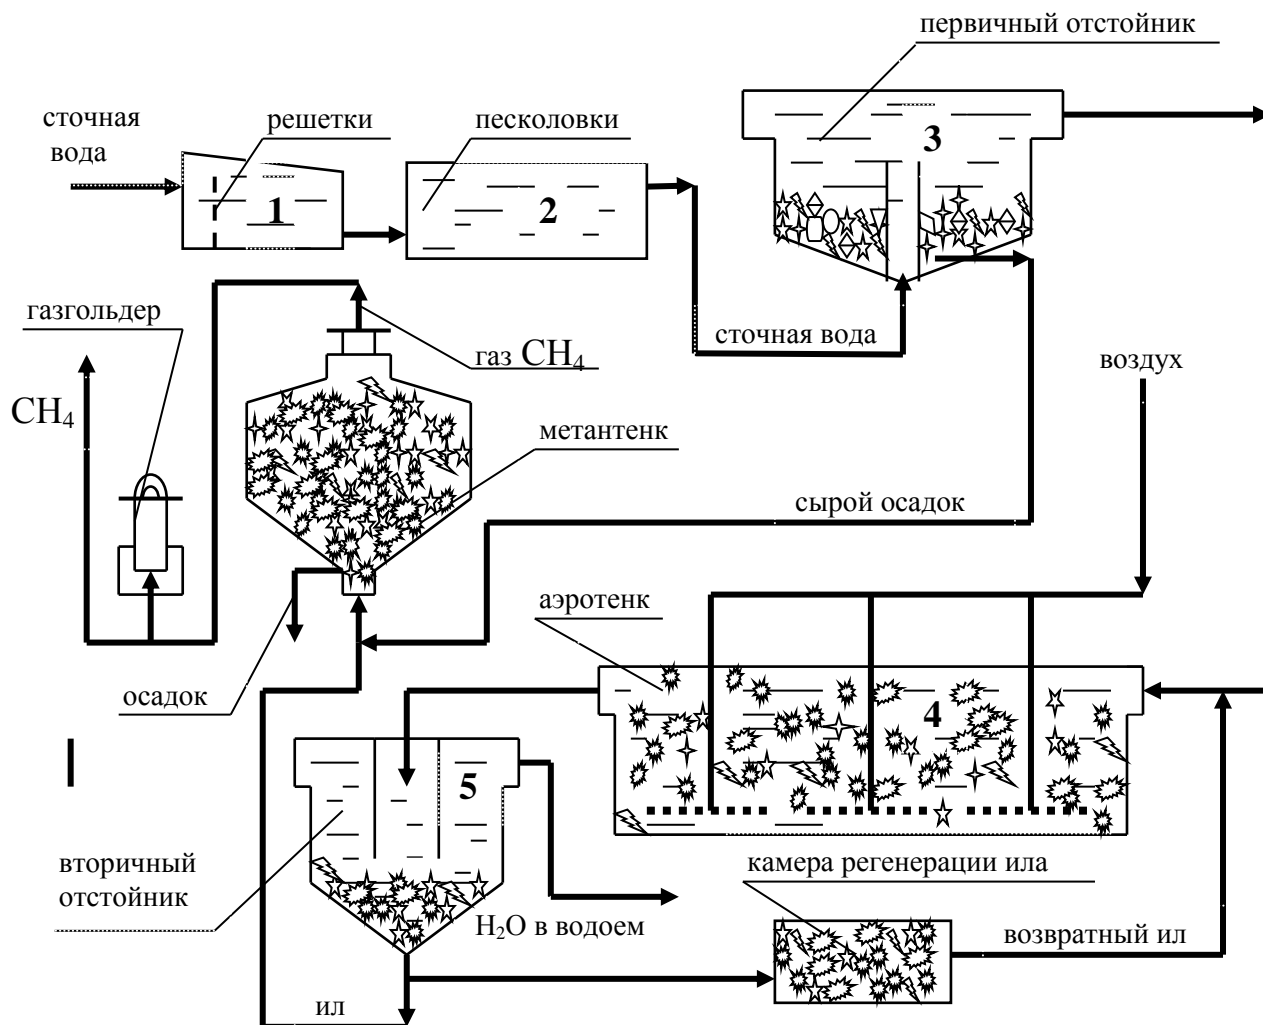 первичный отстойник
сточная
вода
решетки
песколовки
1
2
3
газгольдер
сточная вода
газ CH₄
воздух
CH₄
метантенк
сырой осадок
аэротенк
осадок
4
5
вторичный
отстойник
камера регенерации ила
H₂O в водоем
возвратный ил
ил